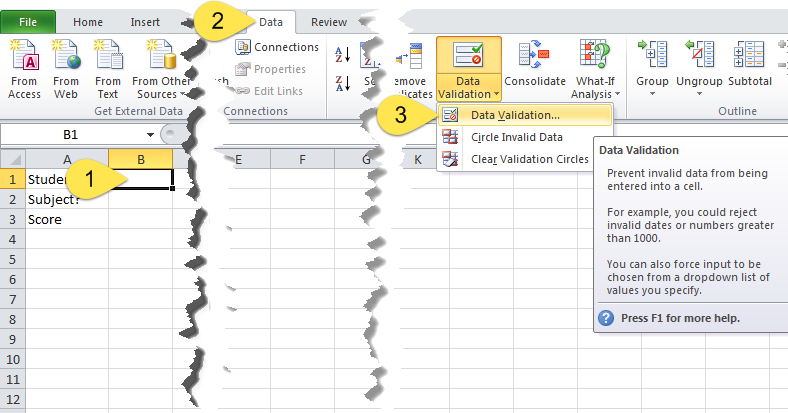 2
File Home Insert Data Review
Connections
Properties
Edit Links
From Access
From Web
From Text
From Other Sources
Data Validation
Consolidate
What-If Analysis
Group
Ungroup
Subtotal
Get External Data
Connections
Outline
3
Data Validation...
Circle Invalid Data
Clear Validation Circles
B1
A B E F G K
Data Validation
Prevent invalid data from being
entered into a cell.
For example, you could reject
invalid dates or numbers greater
than 1000.
You can also force input to be
chosen from a dropdown list of
values you specify.
Press F1 for more help.
1 1
2 Subject?
3 Score
4
5
6
7
8
9
10
11
12